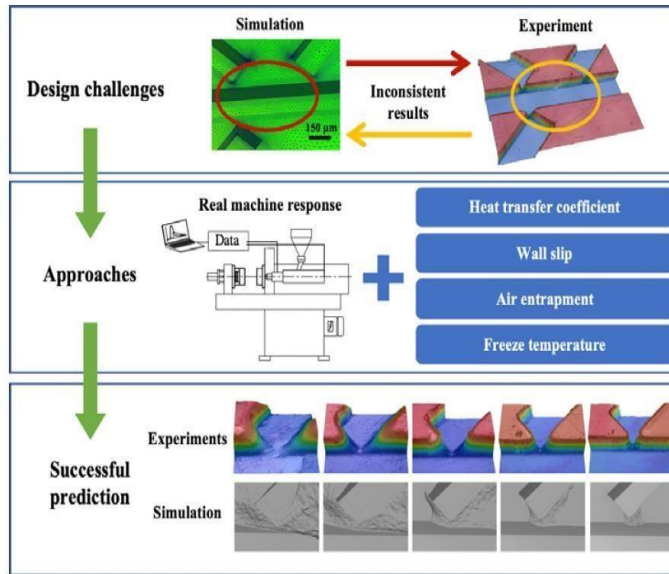 Simulation
Experiment
Design challenges
Inconsistent
results
150 µm
Real machine response
Data
Approaches
Heat transfer coefficient
Wall slip
Air entrapment
Freeze temperature
Experiments
Successful
prediction
Simulation